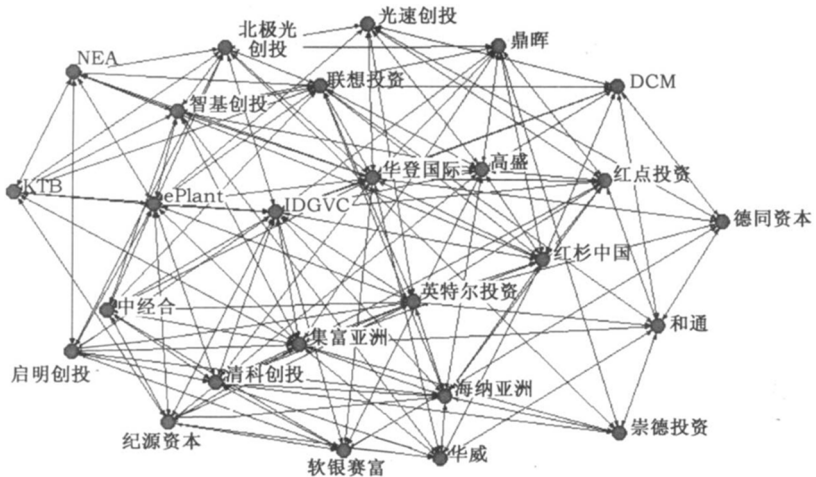 光速创投
北极光
创投
鼎晖
NEA
联想投资
DCM
智基创投
华登国际
高盛
红点投资
KTB
ePlant
IDGVC
德同资本
红杉中国
英特尔投资
中经合
和通
集富亚洲
启明创投
清科创投
海纳亚洲
崇德投资
纪源资本
软银赛富
华威